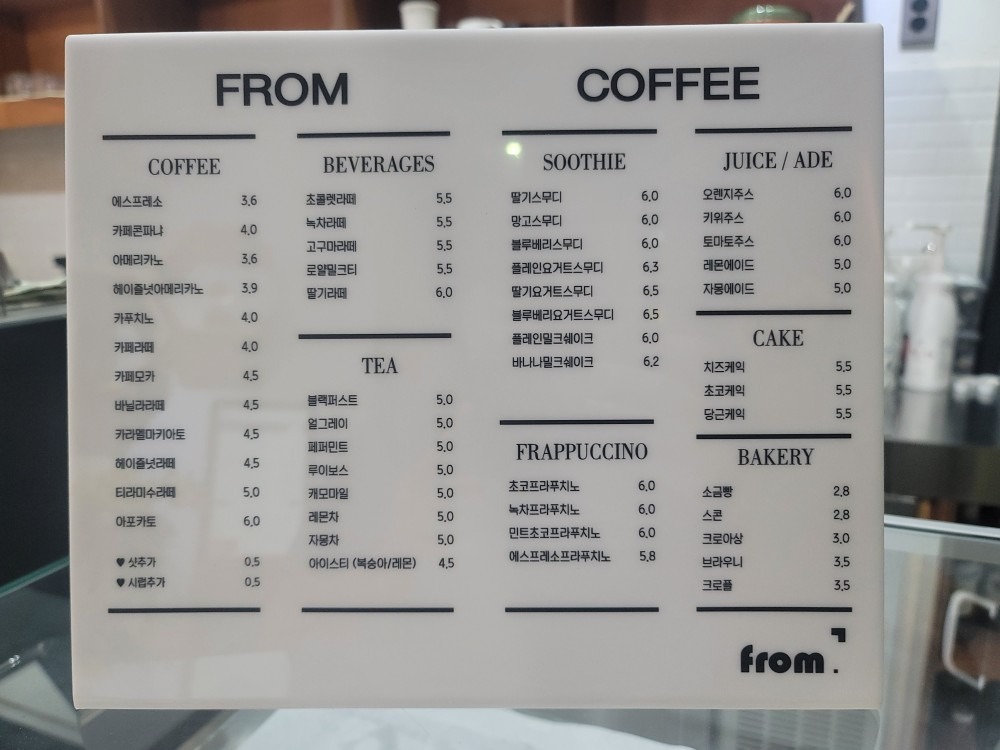 FROM COFFEE
COFFEE
에스프레소 3.6
카페콘파냐 4.0
아메리카노 3.6
헤이즐넛아메리카노 3.9
카푸치노 4.0
카페라떼 4.0
카페모카 4.5
바닐라라떼 4.5
카라멜마키아토 4.5
헤이즐넛라떼 4.5
티라미수라떼 5.0
아포카토 6.0
♥ 샷추가 0.5
♥ 시럽추가 0.5
BEVERAGES
초콜렛라떼 5.5
녹차라떼 5.5
고구마라떼 5.5
로얄밀크티 5.5
딸기라떼 6.0
TEA
블랙퍼스트 5.0
얼그레이 5.0
페퍼민트 5.0
루이보스 5.0
캐모마일 5.0
레몬차 5.0
자몽차 5.0
아이스티 (복숭아/레몬) 4.5
SOOTHIE
딸기스무디 6.0
망고스무디 6.0
블루베리스무디 6.0
플레인요거트스무디 6.3
딸기요거트스무디 6.5
블루베리요거트스무디 6.5
플레인밀크쉐이크 6.0
바나나밀크쉐이크 6.2
FRAPPUCCINO
초코프라푸치노 6.0
녹차프라푸치노 6.0
민트초코프라푸치노 6.0
에스프레소프라푸치노 5.8
JUICE / ADE
오렌지주스 6.0
키위주스 6.0
토마토주스 6.0
레몬에이드 5.0
자몽에이드 5.0
CAKE
치즈케익 5.5
초코케익 5.5
당근케익 5.5
BAKERY
소금빵 2.8
스콘 2.8
크로아상 3.0
브라우니 3.5
크로플 3.5
from.